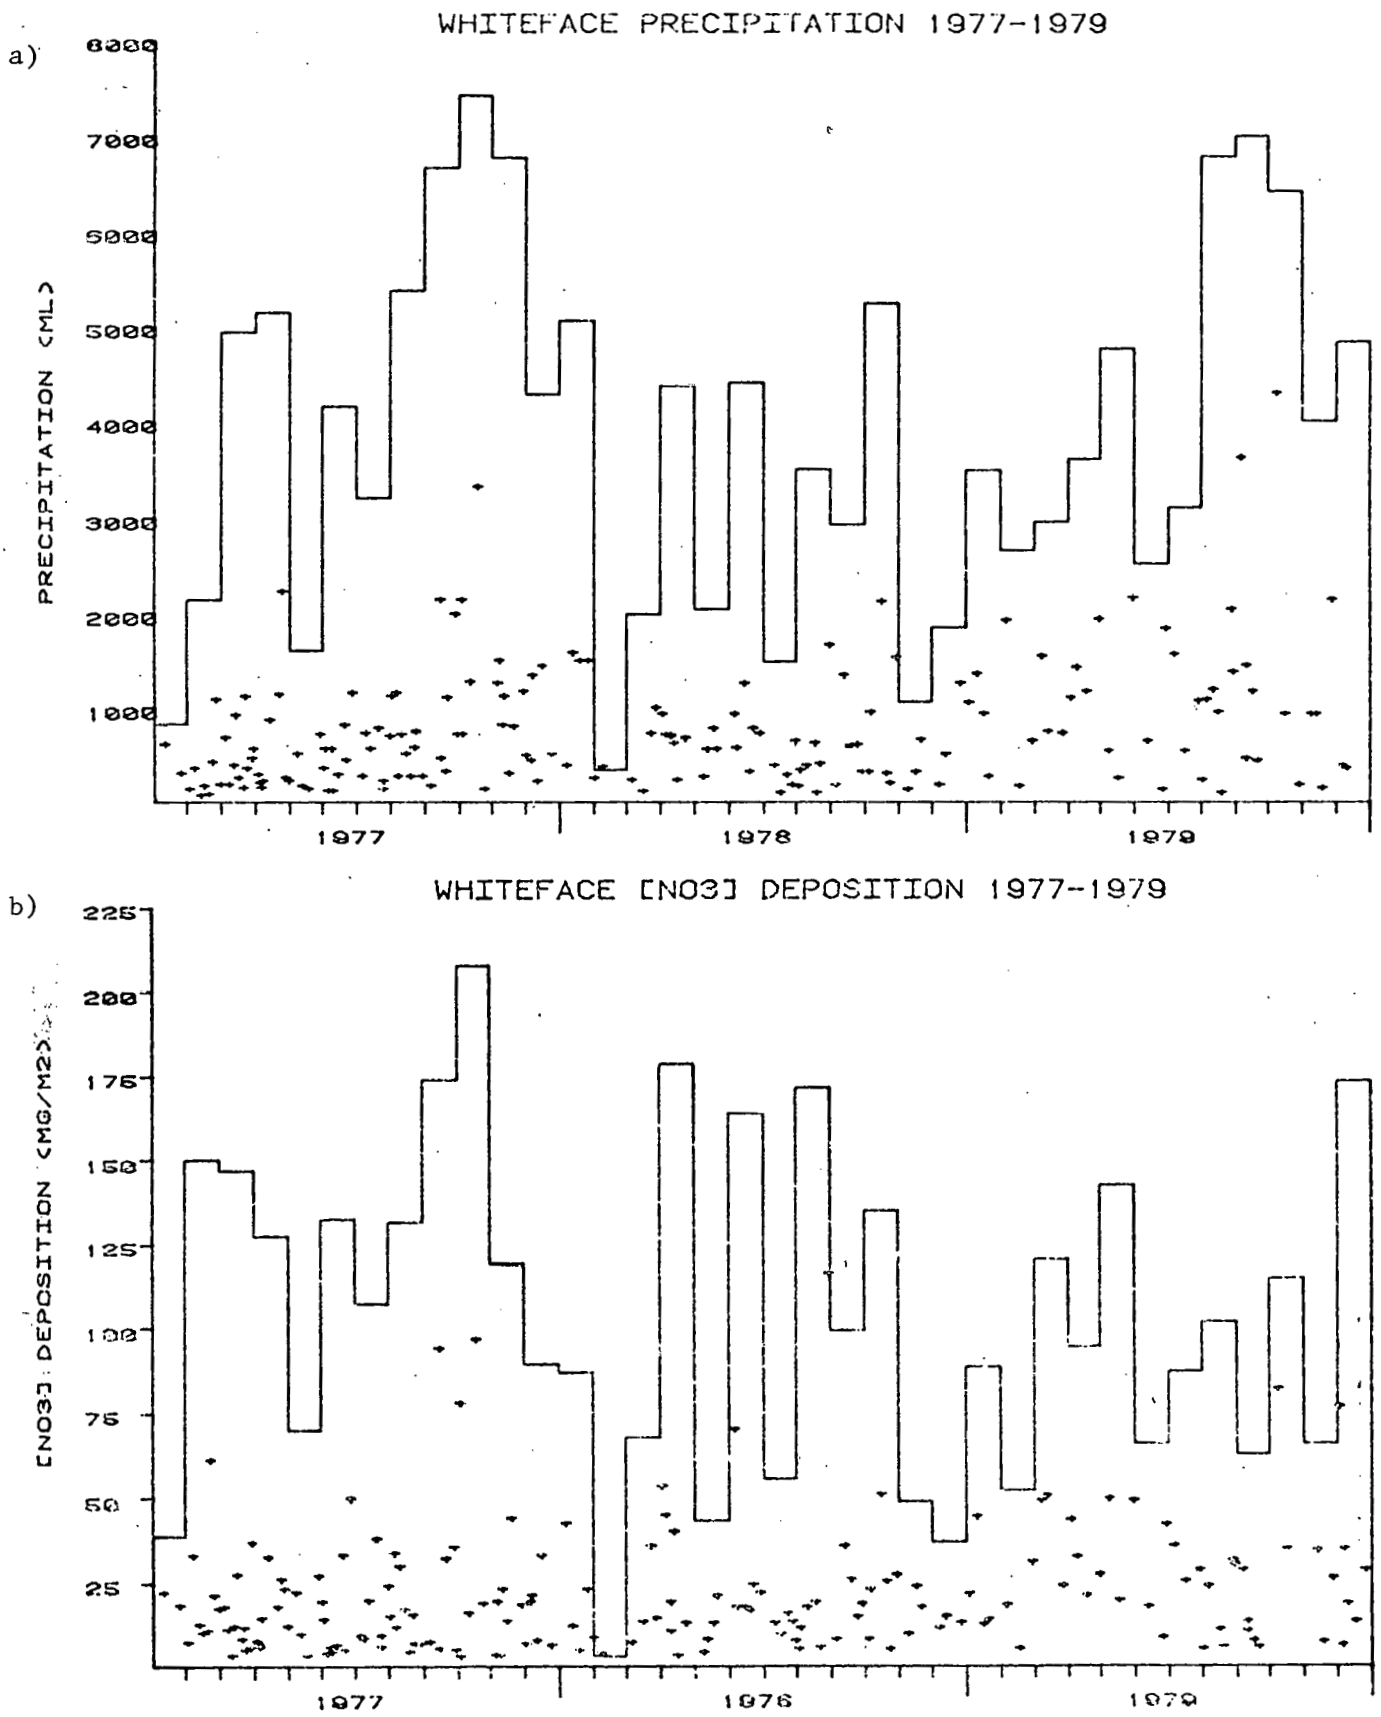 WHITEFACE PRECIPITATION 1977-1979
a)
8000
7000
6000
5000
4000
3000
2000
1000
PRECIPITATION (ML)
1977 1978 1979
WHITEFACE [NO3] DEPOSITION 1977-1979
b)
225
200
175
150
125
100
75
50
25
[NO3] DEPOSITION (MG/M2)
1977 1978 1979